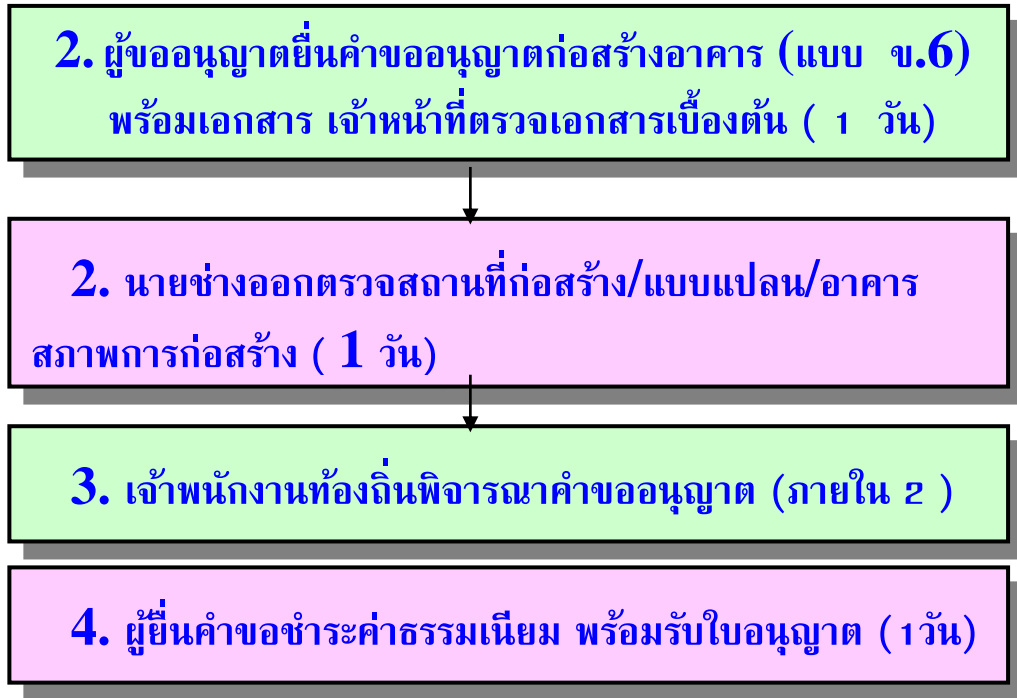 2. ผู้ขออนุญาตยื่นคำขออนุญาตก่อสร้างอาคาร (แบบ ข.6)
พร้อมเอกสาร เจ้าหน้าที่ตรวจเอกสารเบื้องต้น ( 1 วัน)
2. นายช่างออกตรวจสถานที่ก่อสร้าง/แบบแปลน/อาคาร
สภาพการก่อสร้าง ( 1 วัน)
3. เจ้าพนักงานท้องถิ่นพิจารณาคำขออนุญาต (ภายใน 2 )
4. ผู้ยื่นคำขอชำระค่าธรรมเนียม พร้อมรับใบอนุญาต (1วัน)